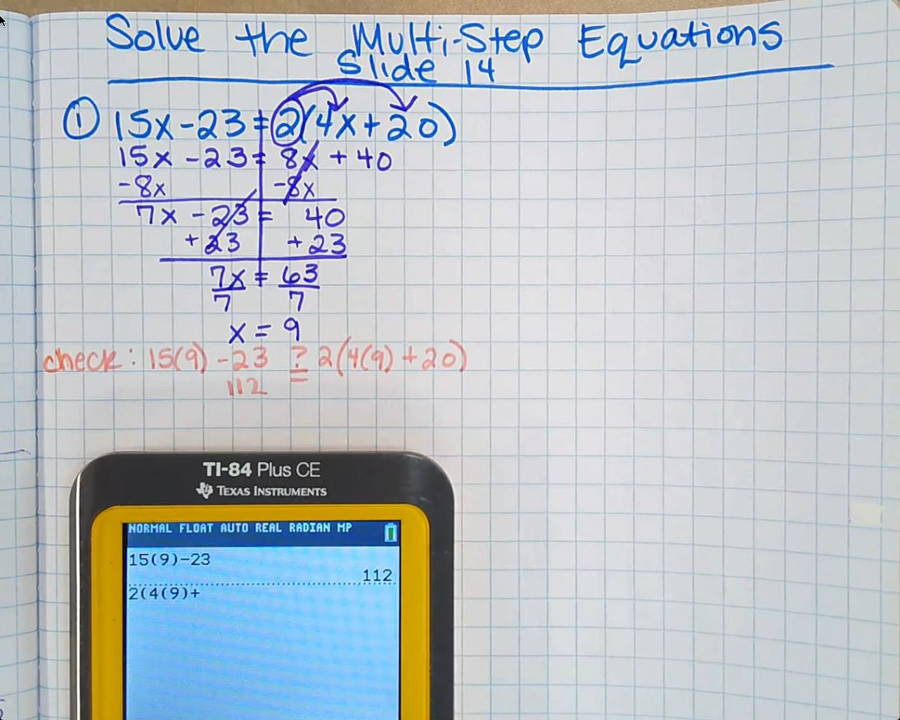 Solve the Multi-Step Equations
Slide 14
① 15x - 23 = 2(4x + 20)
15x - 23 = 8x + 40
-8x -8x
7x - 23 = 40
+23 +23
7x = 63
7 7
x = 9
check: 15(9) - 23 ?= 2(4(9) + 20)
112
TI-84 Plus CE
TEXAS INSTRUMENTS
NORMAL FLOAT AUTO REAL RADIAN MP
15(9)-23
112
2(4(9)+